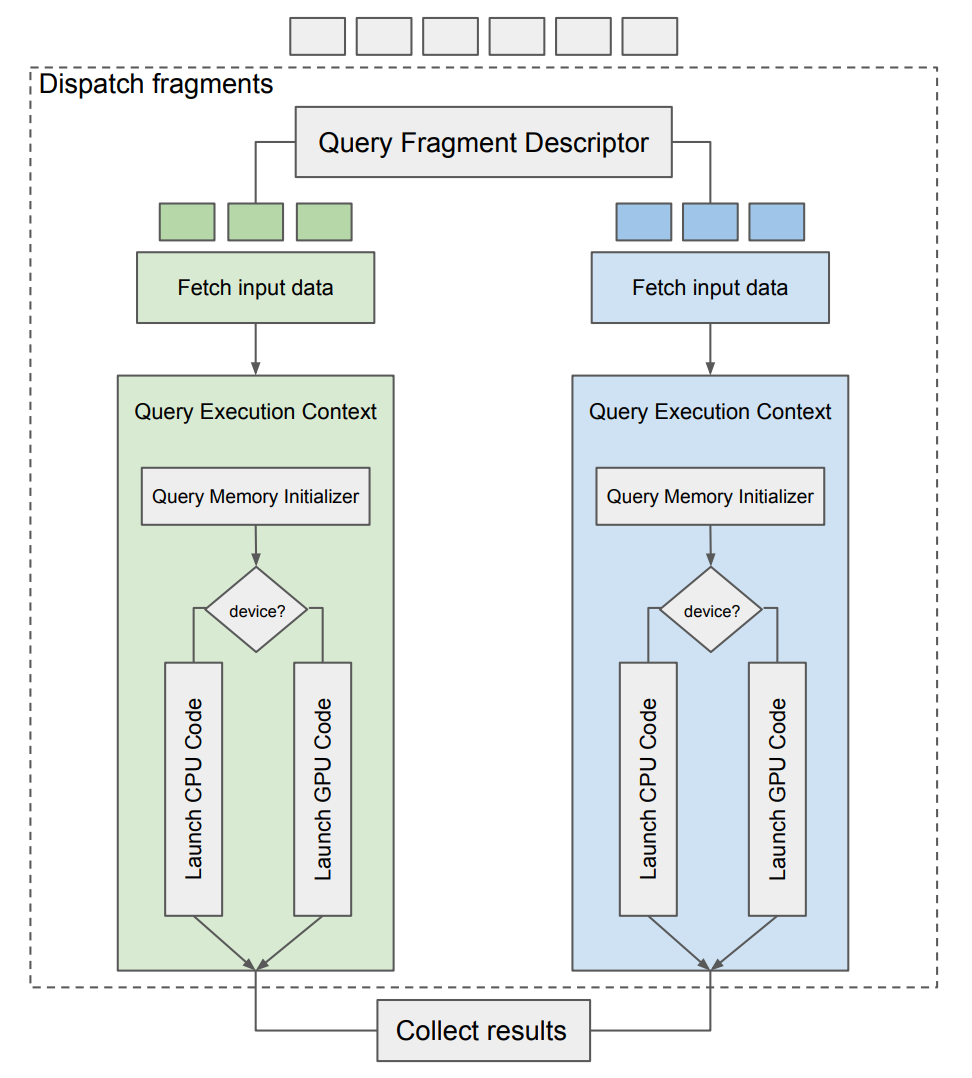 Dispatch fragments
Query Fragment Descriptor
Fetch input data
Fetch input data
Query Execution Context
Query Execution Context
Query Memory Initializer
Query Memory Initializer
device?
device?
Launch CPU Code
Launch GPU Code
Launch CPU Code
Launch GPU Code
Collect results